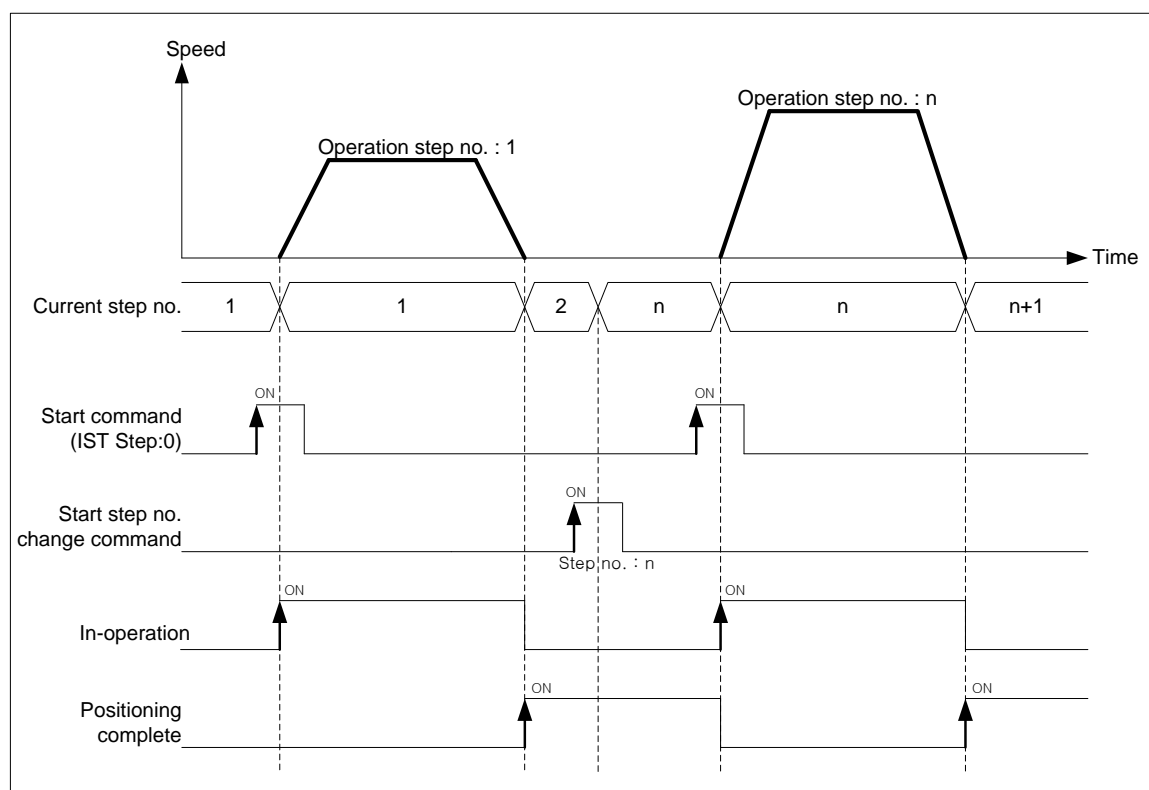 Speed
Operation step no. : n
Operation step no. : 1
Time
Current step no.
1
1
2
n
n
n+1
ON
ON
Start command
(IST Step:0)
ON
Start step no.
change command
Step no. : n
ON
ON
In-operation
ON
ON
Positioning
complete